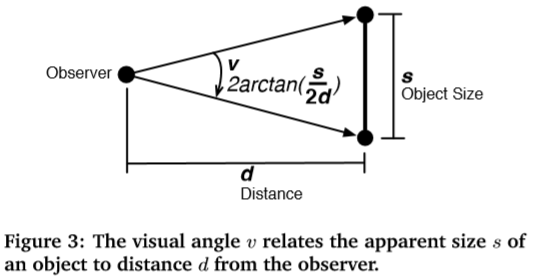 Observer
v
2arctan(s/2d)
s
Object Size
d
Distance
Figure 3: The visual angle v relates the apparent size s of
an object to distance d from the observer.